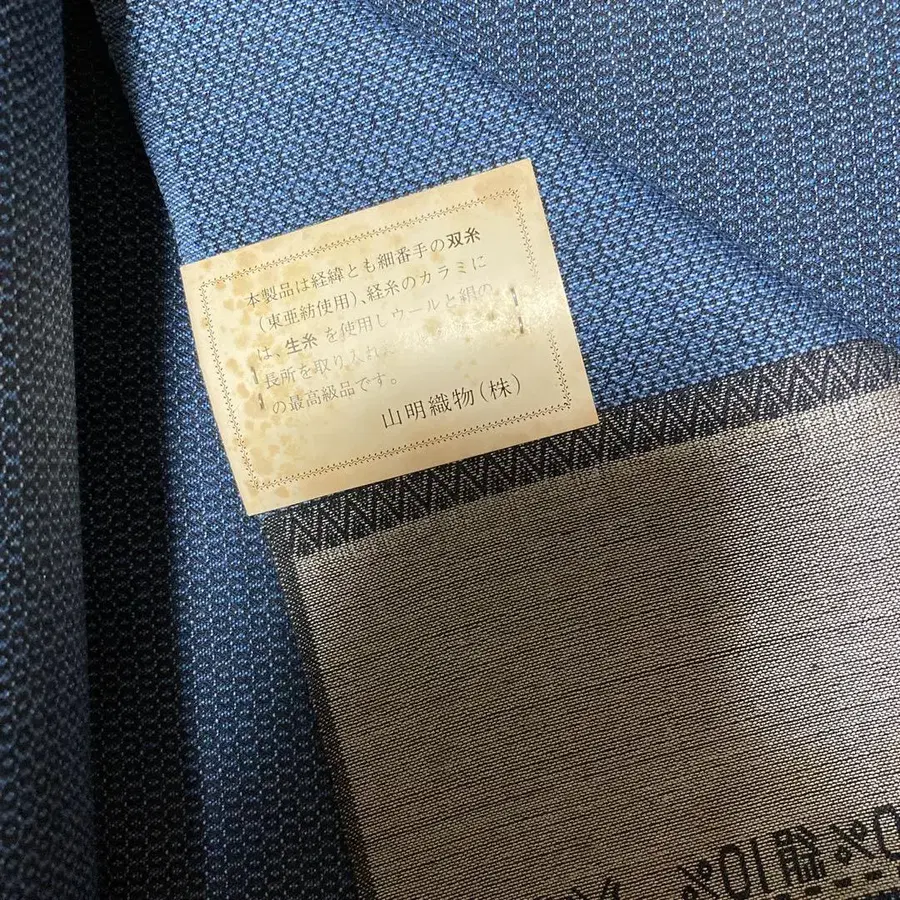 本製品は経緯とも細番手の双糸
(東亜紡使用)、経糸のカラミに
は、生糸を使用しウールと絹の
長所を取り入れ
の最高級品です。
山明織物(株)
絹10%